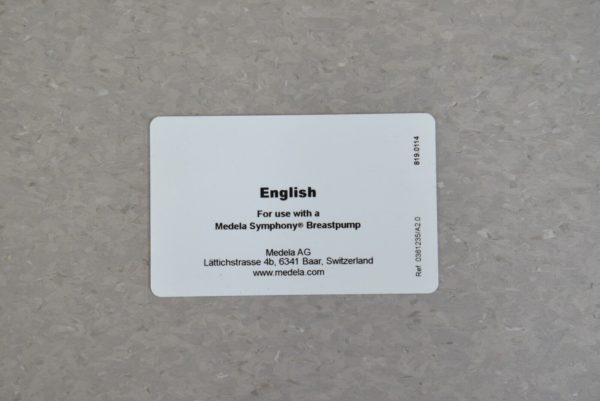 English
For use with a
Medela Symphony® Breastpump
Medela AG
Lättichstrasse 4b, 6341 Baar, Switzerland
www.medela.com
819.0114
Ref. 0361235/A2.0